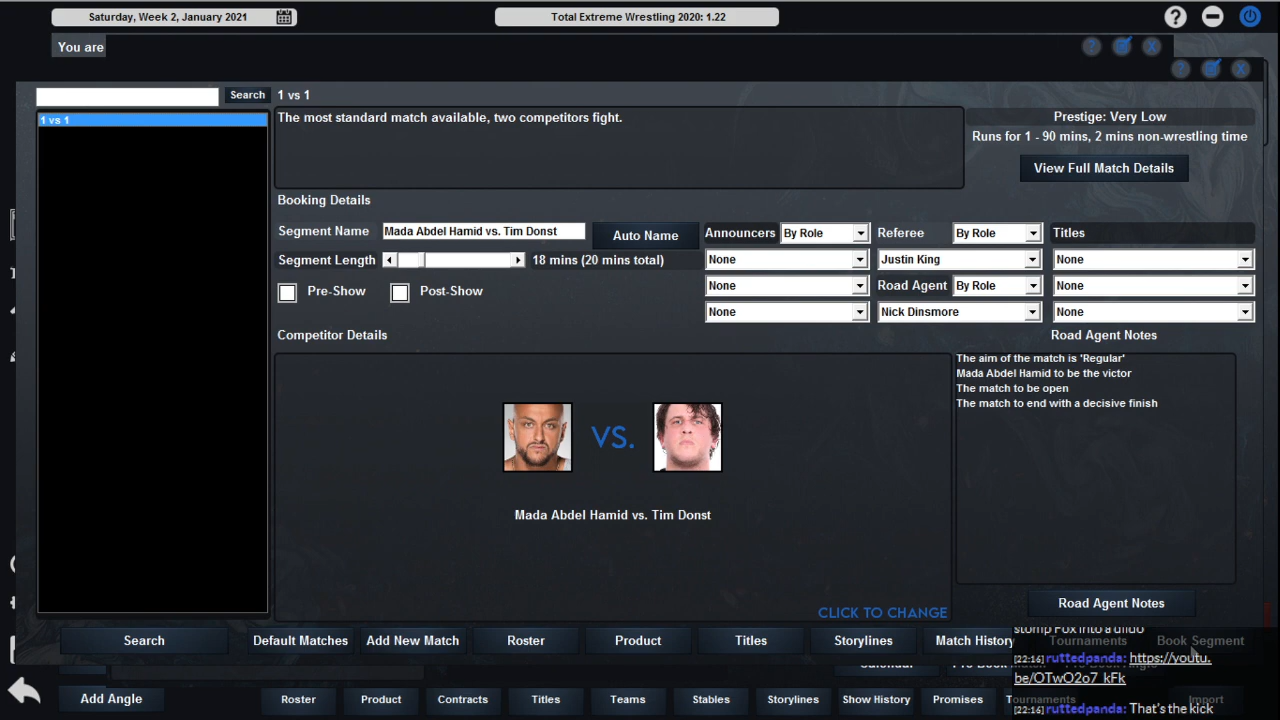 Saturday, Week 2, January 2021
Total Extreme Wrestling 2020: 1.22
You are
Search
1 vs 1
1 vs 1
The most standard match available, two competitors fight.
Prestige: Very Low
Runs for 1 - 90 mins, 2 mins non-wrestling time
View Full Match Details
Booking Details
Segment Name
Mada Abdel Hamid vs. Tim Donst
Auto Name
Announcers
By Role
Referee
By Role
Titles
Segment Length
18 mins (20 mins total)
None
Justin King
None
Pre-Show
Post-Show
None
Road Agent
By Role
None
None
Nick Dinsmore
None
Competitor Details
Road Agent Notes
The aim of the match is 'Regular'
Mada Abdel Hamid to be the victor
The match to be open
The match to end with a decisive finish
VS.
Mada Abdel Hamid vs. Tim Donst
CLICK TO CHANGE
Road Agent Notes
Search
Default Matches
Add New Match
Roster
Product
Titles
Storylines
Match History
Tournaments
Book Segment
stomp Fox into a dildo
[22:16] ruttedpanda: https://youtu.
be/OTwO2o7_kFk
[22:16] ruttedpanda: That's the kick
Calendar
Add Angle
Roster
Product
Contracts
Titles
Teams
Stables
Storylines
Show History
Promises
Tournaments
Import